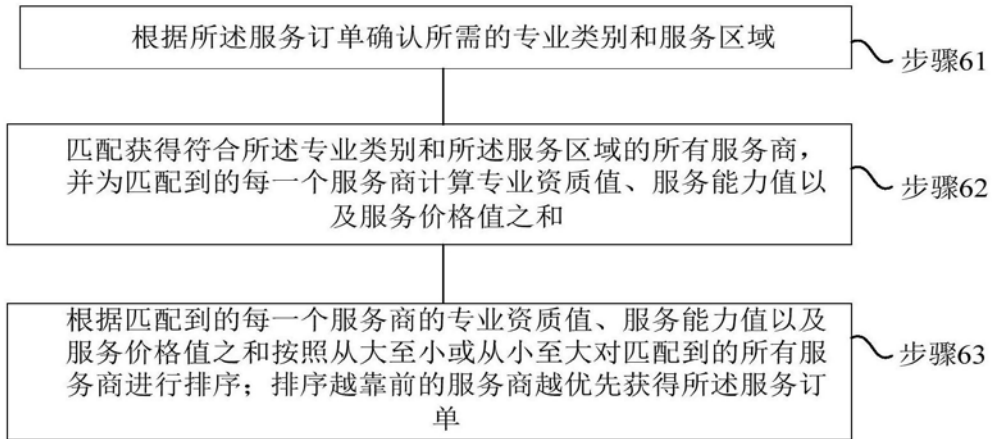 根据所述服务订单确认所需的专业类别和服务区域
步骤61
匹配获得符合所述专业类别和所述服务区域的所有服务商，
并为匹配到的每一个服务商计算专业资质值、服务能力值以
及服务价格值之和
步骤62
根据匹配到的每一个服务商的专业资质值、服务能力值以及
服务价格值之和按照从大至小或从小至大对匹配到的所有服
务商进行排序；排序越靠前的服务商越优先获得所述服务订
单
步骤63